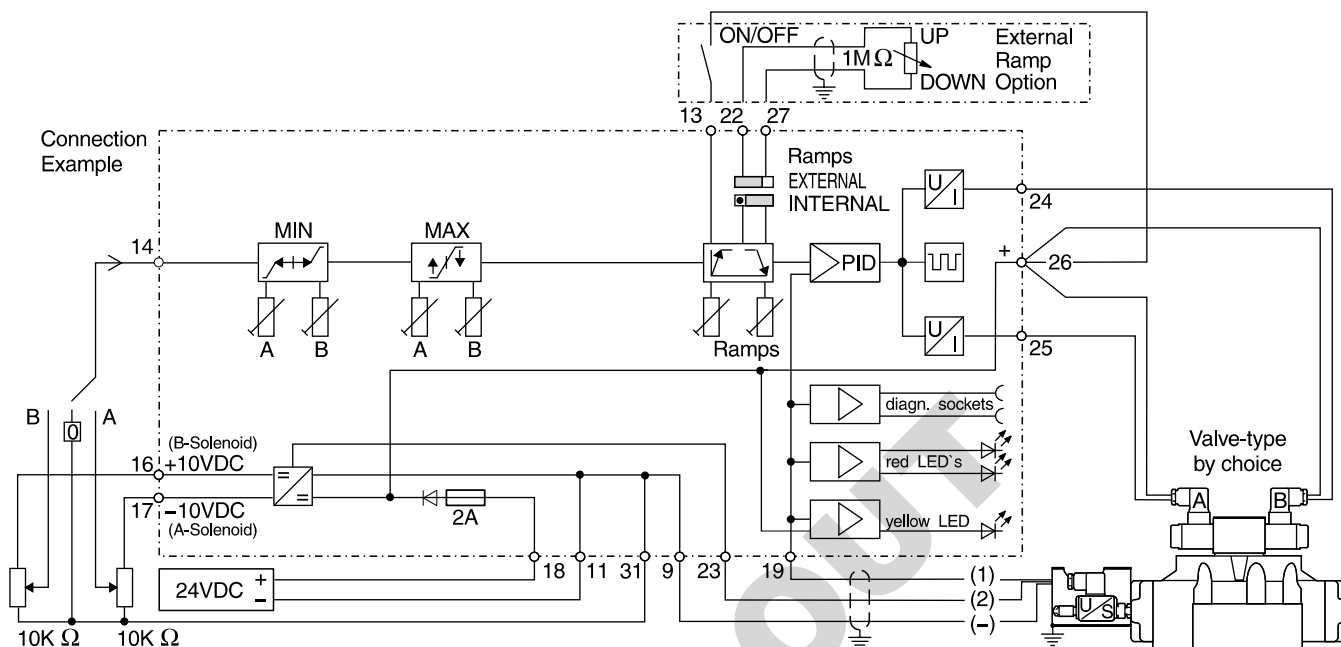 ON/OFF
UP
1MΩ
DOWN
External
Ramp
Option
13 22 27
Connection
Example
Ramps
EXTERNAL
INTERNAL
U
I
24
14
MIN
MAX
PID
+
26
A B
A B
Ramps
U
I
25
B
0
A
diagn. sockets
(B-Solenoid)
16 +10VDC
=
=
red LED`s
17 –10VDC
(A-Solenoid)
2A
yellow LED
Valve-type
by choice
A
B
18 11 31 9 23 19
24VDC
+
–
(1)
(2)
(–)
U
S
10K Ω 10K Ω
OUT